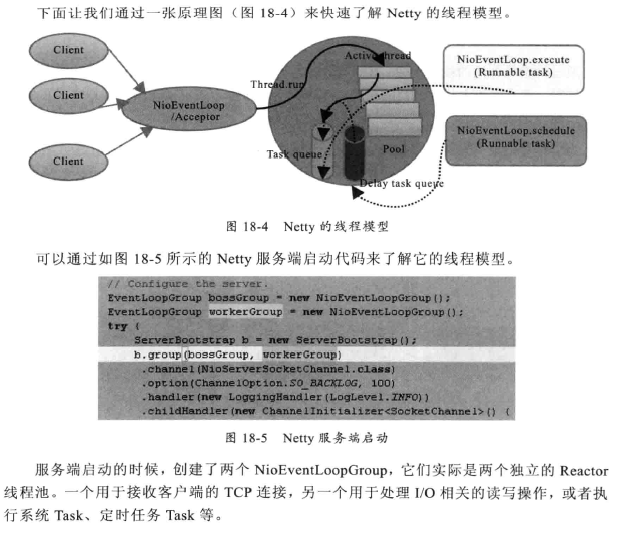 下面让我们通过一张原理图（图 18-4）来快速了解 Netty 的线程模型。
Client
Client
Client
NioEventLoop
/Acceptor
Thread.run
Active thread
Task queue
Pool
Delay task queue
NioEventLoop.execute
(Runnable task)
NioEventLoop.schedule
(Runnable task)
图 18-4 Netty 的线程模型
可以通过如图 18-5 所示的 Netty 服务端启动代码来了解它的线程模型。
// Configure the server.
EventLoopGroup bossGroup = new NioEventLoopGroup();
EventLoopGroup workerGroup = new NioEventLoopGroup();
try {
ServerBootstrap b = new ServerBootstrap();
b.group(bossGroup, workerGroup)
.channel(NioServerSocketChannel.class)
.option(ChannelOption.SO_BACKLOG, 100)
.handler(new LoggingHandler(LogLevel.INFO))
.childHandler(new ChannelInitializer<SocketChannel>() {
图 18-5 Netty 服务端启动
服务端启动的时候，创建了两个 NioEventLoopGroup，它们实际是两个独立的 Reactor
线程池。一个用于接收客户端的 TCP 连接，另一个用于处理 I/O 相关的读写操作，或者执
行系统 Task、定时任务 Task 等。